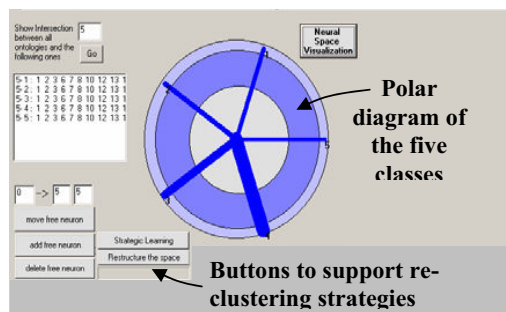 Show Intersection
between all
ontologies and the
following ones
5
Go
5-1: 1 2 3 6 7 8 10 12 13 1
5-2: 1 2 3 6 7 8 10 12 13 1
5-3: 1 2 3 6 7 8 10 12 13 1
5-4: 1 2 3 6 7 8 10 12 13 1
5-5: 1 2 3 6 7 8 10 12 13 1
Neural
Space
Visualization
1
2
3
4
5
Polar
diagram of
the five
classes
0 -> 5 5
move free neuron
add free neuron
delete free neuron
Strategic Learning
Restructure the space
Buttons to support re-
clustering strategies